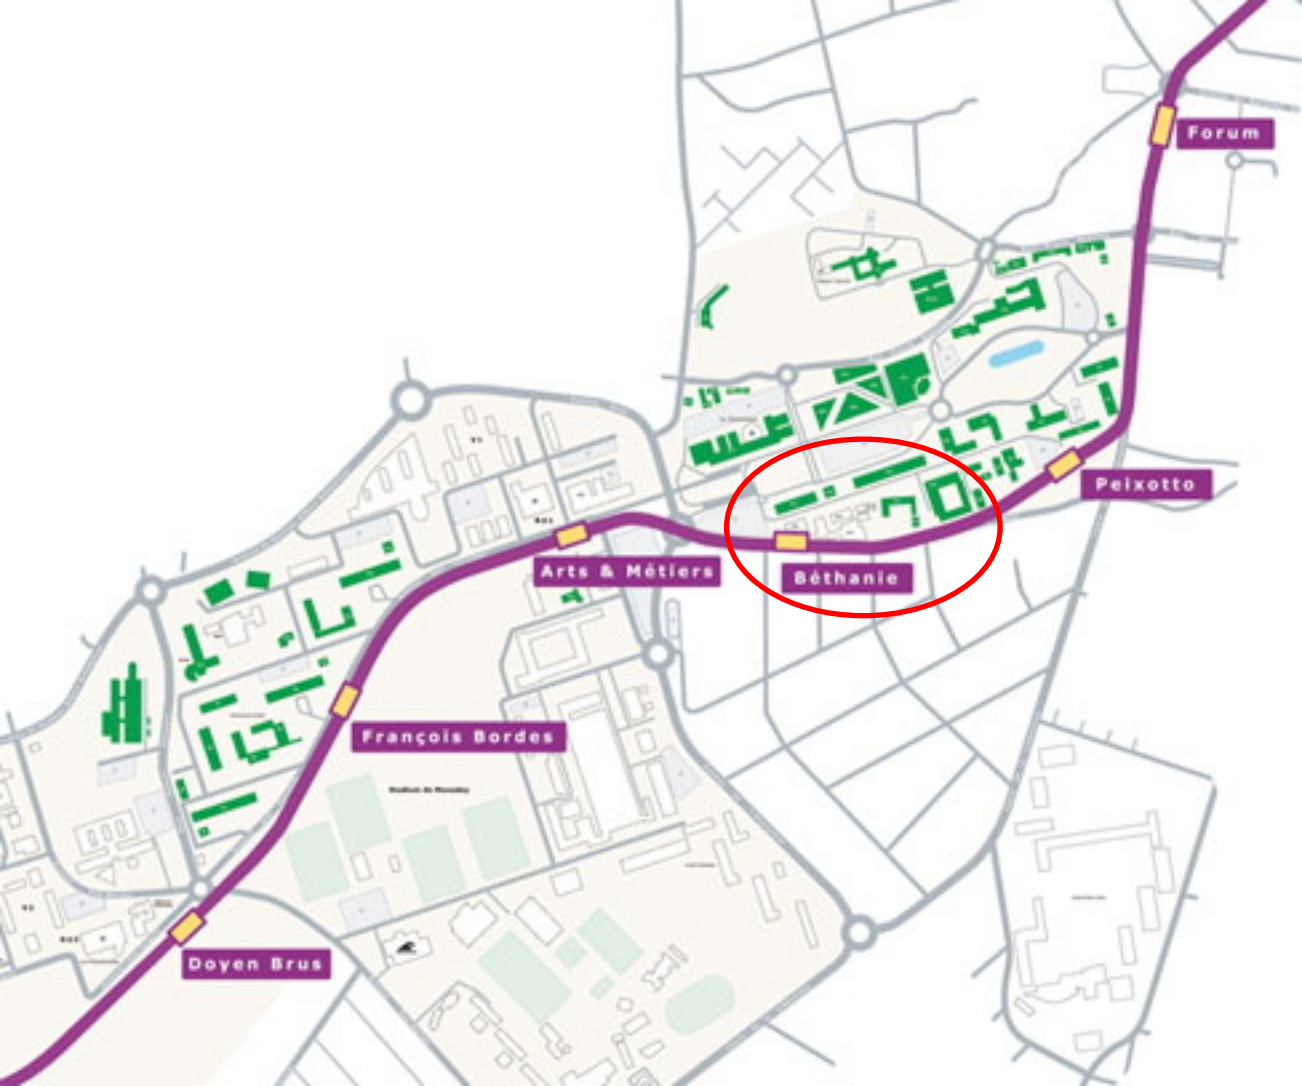 Forum
Peixotto
Béthanie
Arts & Métiers
François Bordes
Doyen Brus